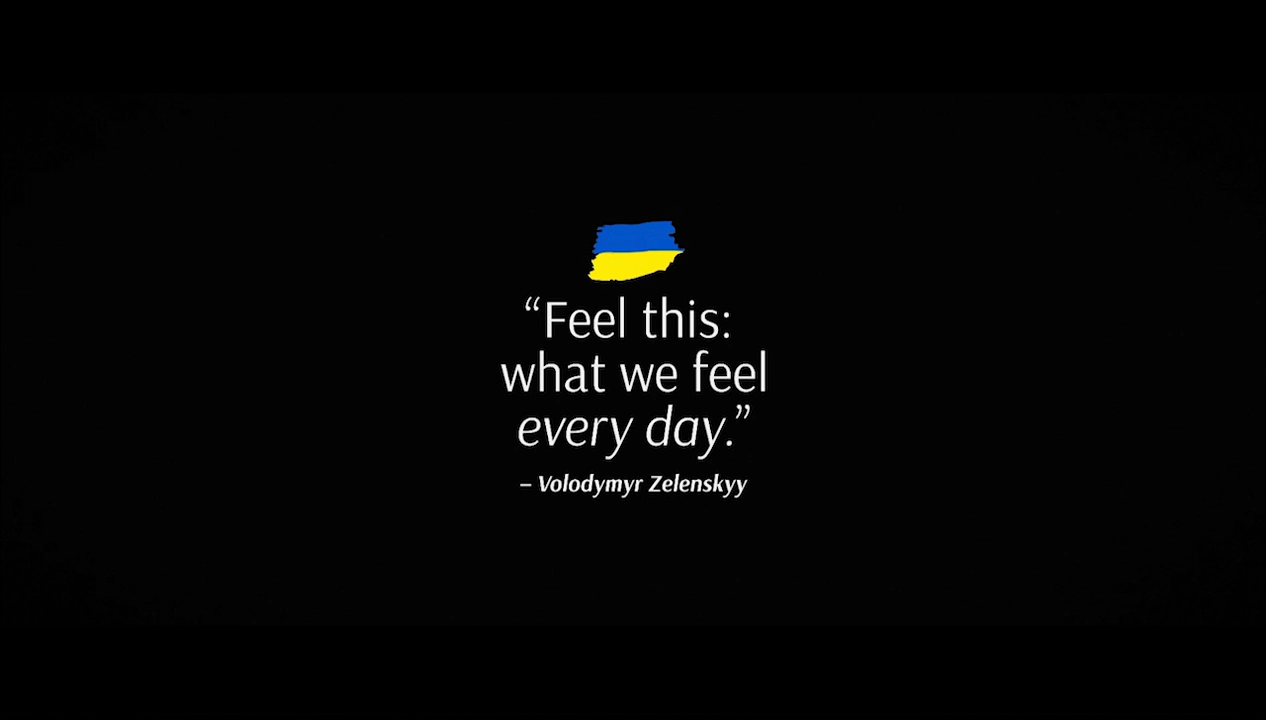 “Feel this:
what we feel
every day.”
– Volodymyr Zelenskyy